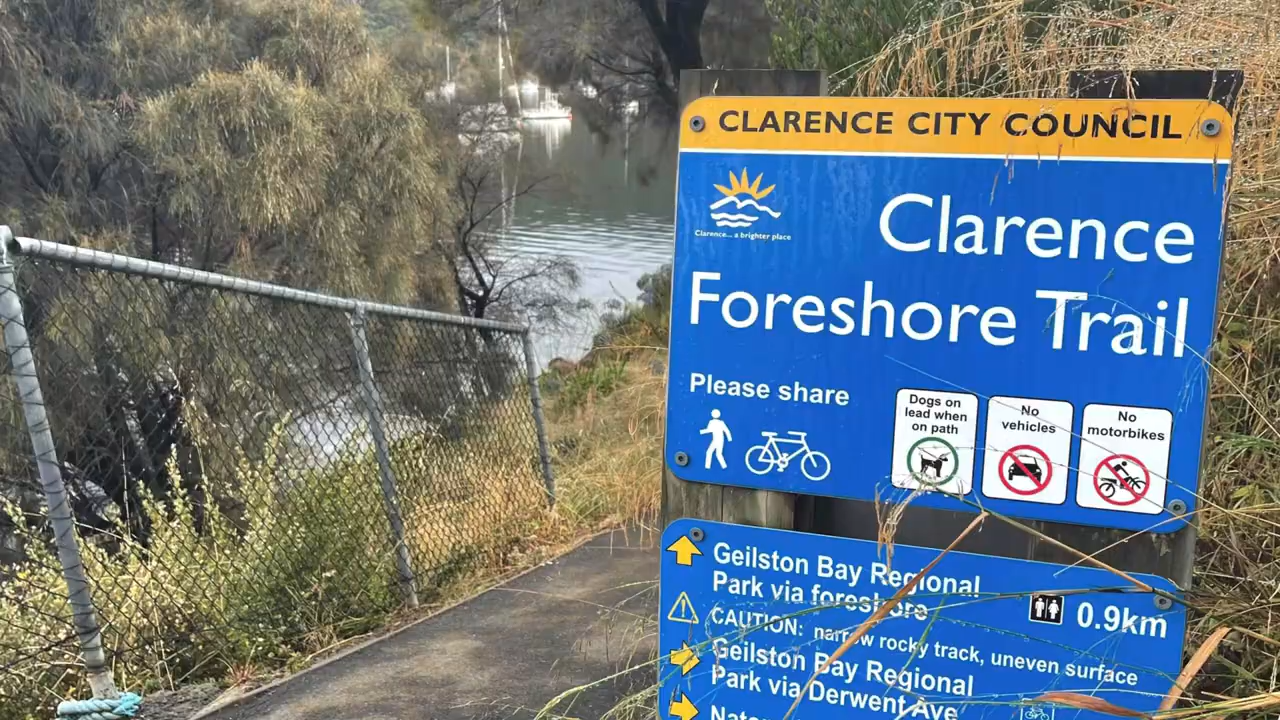 CLARENCE CITY COUNCIL
Clarence... a brighter place
Clarence
Foreshore Trail
Please share
Dogs on
lead when
on path
No
vehicles
No
motorbikes
Geilston Bay Regional
Park via foreshore
0.9km
CAUTION: narrow rocky track, uneven surface
Geilston Bay Regional
Park via Derwent Ave